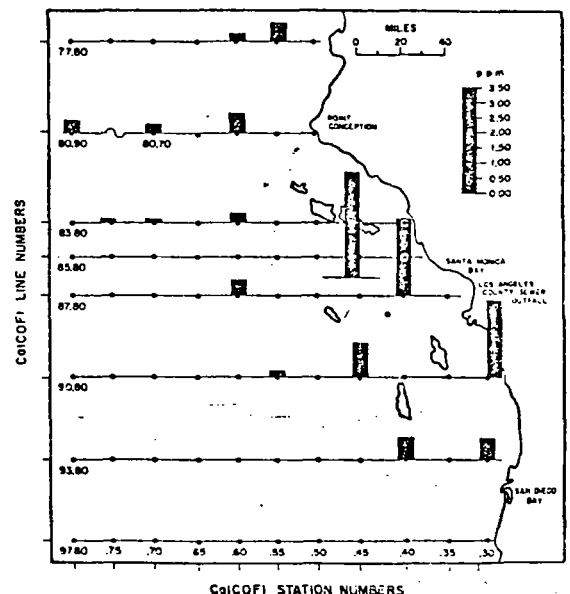 MILES
0 20 40
77.80
p p m
3.50
3.00
2.50
2.00
1.50
1.00
0.50
0.00
POINT
CONCEPTION
80.90 80.70
83.80
85.80
87.80
SANTA MONICA
BAY
LOS ANGELES
COUNTY SEWER
OUTFALL
90.80
93.80
SAN DIEGO
BAY
97.80 .75 .70 .65 .60 .55 .50 .45 .40 .35 .30
CalCOFI LINE NUMBERS
CalCOFI STATION NUMBERS